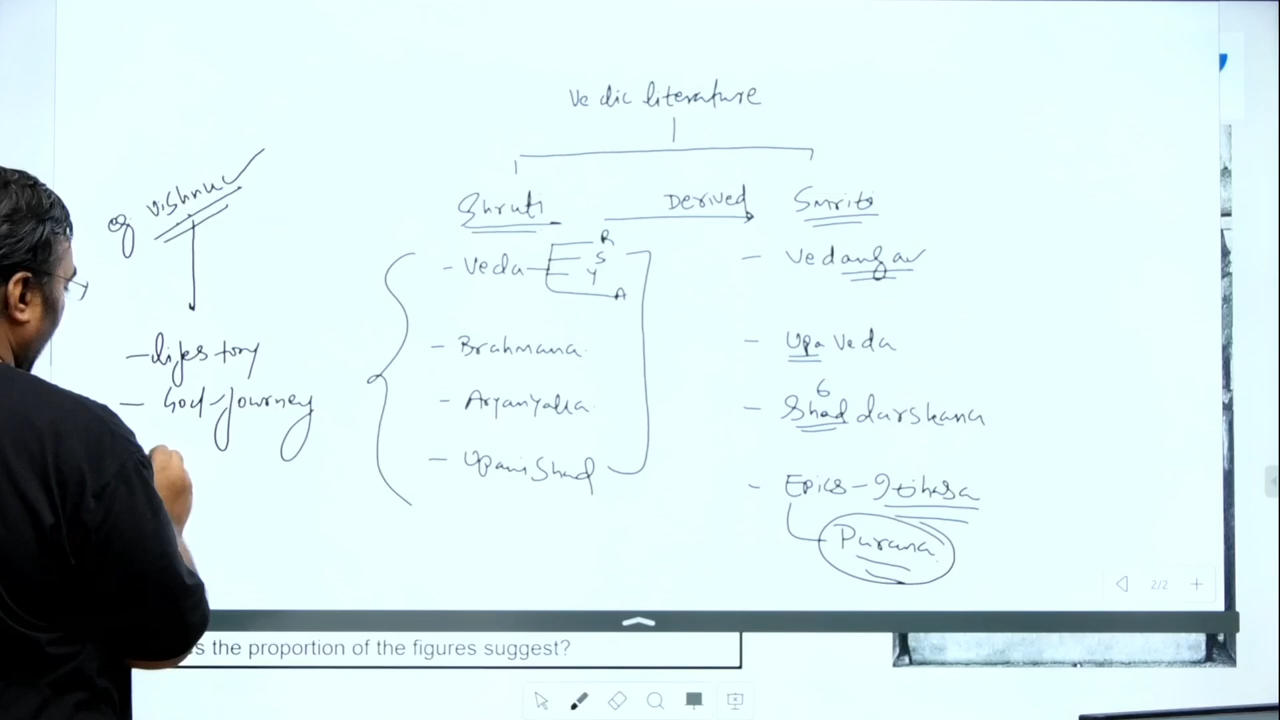 Vedic literature
eg Vishnu
Shruti
DERIVED
Smriti
- Veda
R
S
Y
A
- Vedangas
- Brahmana
- Upa Veda
- lifestory
- God-Journey
- Aryanyaka
6
- Shad darshana
- Upanishad
- Epics - Itihasa
Purana
2/2
s the proportion of the figures suggest?